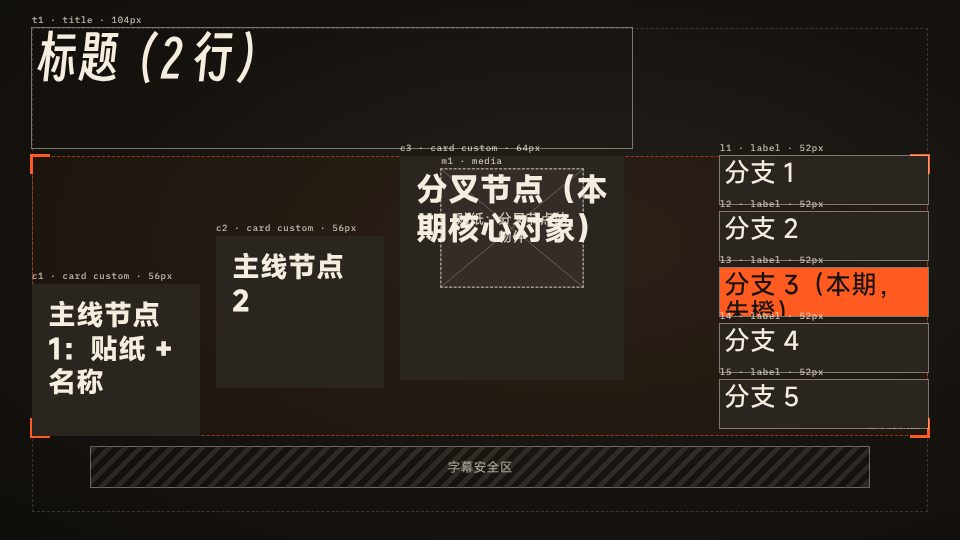 t1 · title · 104px
标题（2 行）
c3 · card custom · 64px
m1 · media
分叉节点（本
期核心对象）
c2 · card custom · 56px
主线节点
2
c1 · card custom · 56px
主线节点
1：贴纸 +
名称
l1 · label · 52px
分支 1
l2 · label · 52px
分支 2
l3 · label · 52px
分支 3（本期，
朱橙）
l4 · label · 52px
分支 4
l5 · label · 52px
分支 5
字幕安全区